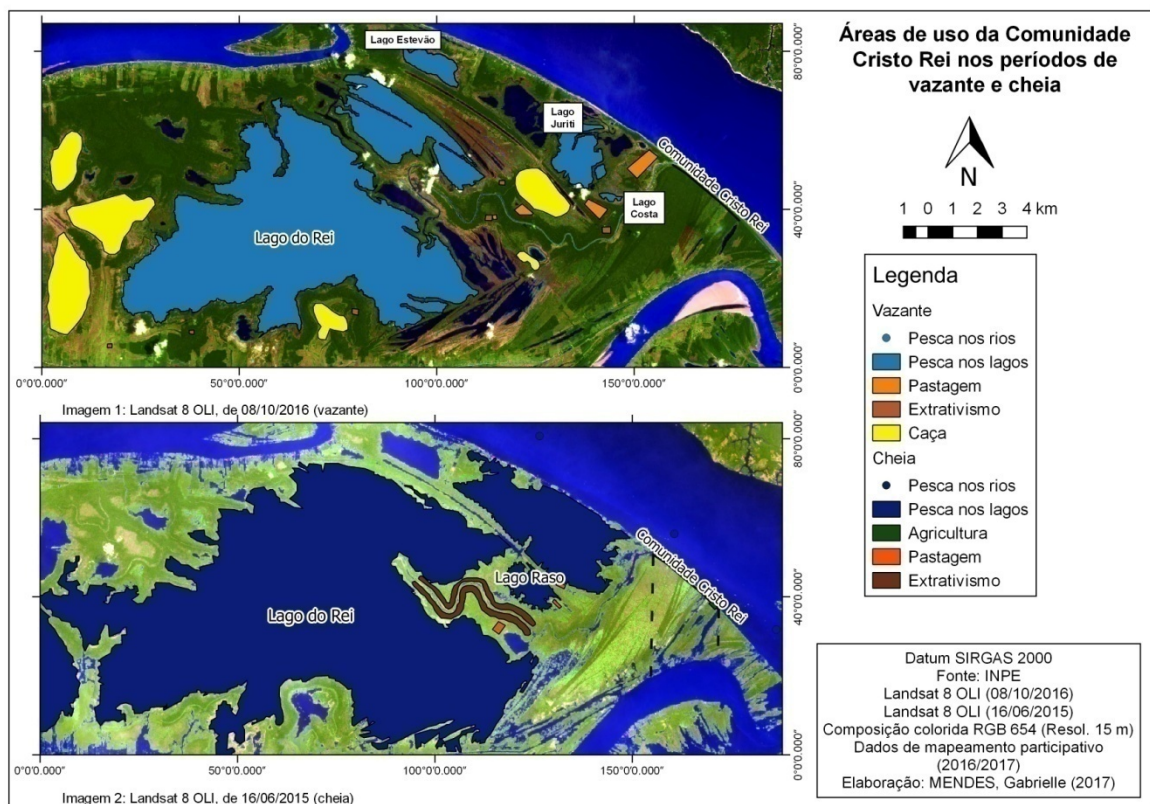 Áreas de uso da Comunidade
Cristo Rei nos períodos de
vazante e cheia
N
1 0 1 2 3 4 km
Legenda
Vazante
Pesca nos rios
Pesca nos lagos
Pastagem
Extrativismo
Caça
Cheia
Pesca nos rios
Pesca nos lagos
Agricultura
Pastagem
Extrativismo
Datum SIRGAS 2000
Fonte: INPE
Landsat 8 OLI (08/10/2016)
Landsat 8 OLI (16/06/2015)
Composição colorida RGB 654 (Resol. 15 m)
Dados de mapeamento participativo
(2016/2017)
Elaboração: MENDES, Gabrielle (2017)
Lago Estevão
Lago
Juriti
Comunidade Cristo Rei
Lago
Costa
Lago do Rei
80°0'0.000"
40°0'0.000"
0°0'0.000"
0°0'0.000"
50°0'0.000"
100°0'0.000"
150°0'0.000"
Imagem 1: Landsat 8 OLI, de 08/10/2016 (vazante)
Comunidade Cristo Rei
Lago Raso
Lago do Rei
80°0'0.000"
40°0'0.000"
0°0'0.000"
0°0'0.000"
50°0'0.000"
100°0'0.000"
150°0'0.000"
Imagem 2: Landsat 8 OLI, de 16/06/2015 (cheia)